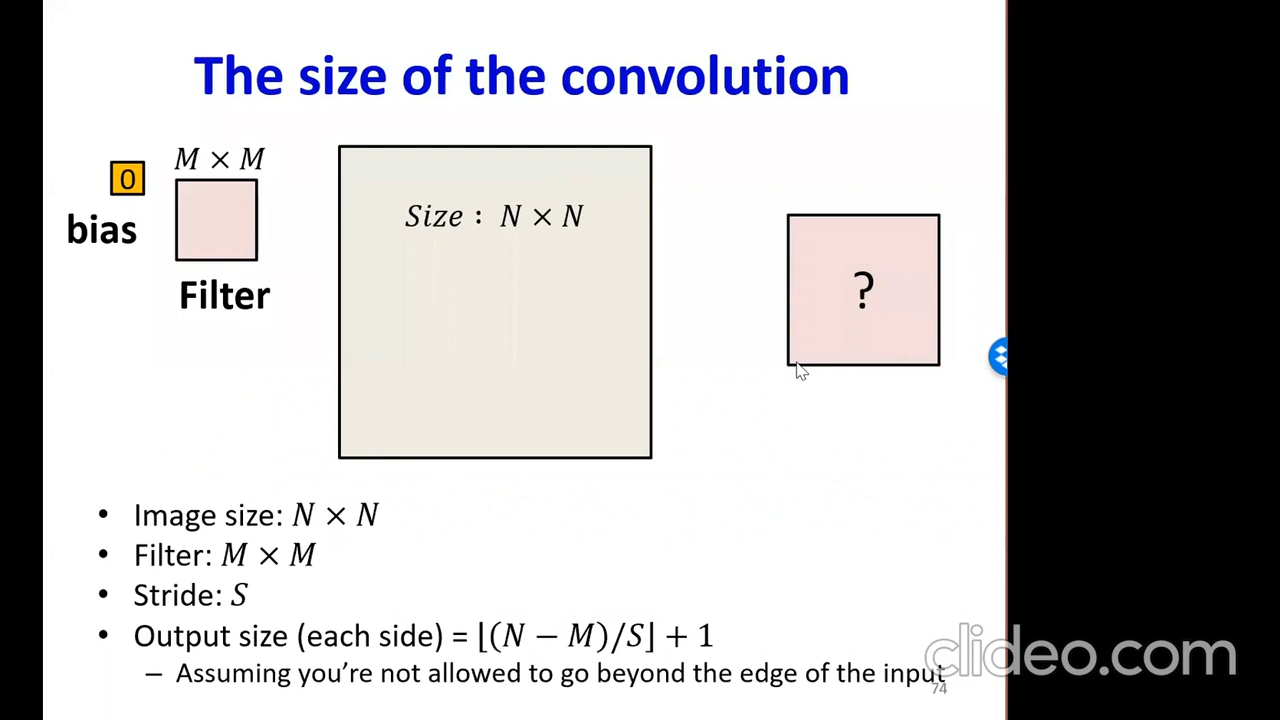 The size of the convolution
M × M
0
bias
Filter
Size : N × N
?
• Image size: N × N
• Filter: M × M
• Stride: S
• Output size (each side) = ⌊(N − M)/S⌋ + 1
– Assuming you’re not allowed to go beyond the edge of the input
74
clideo.com